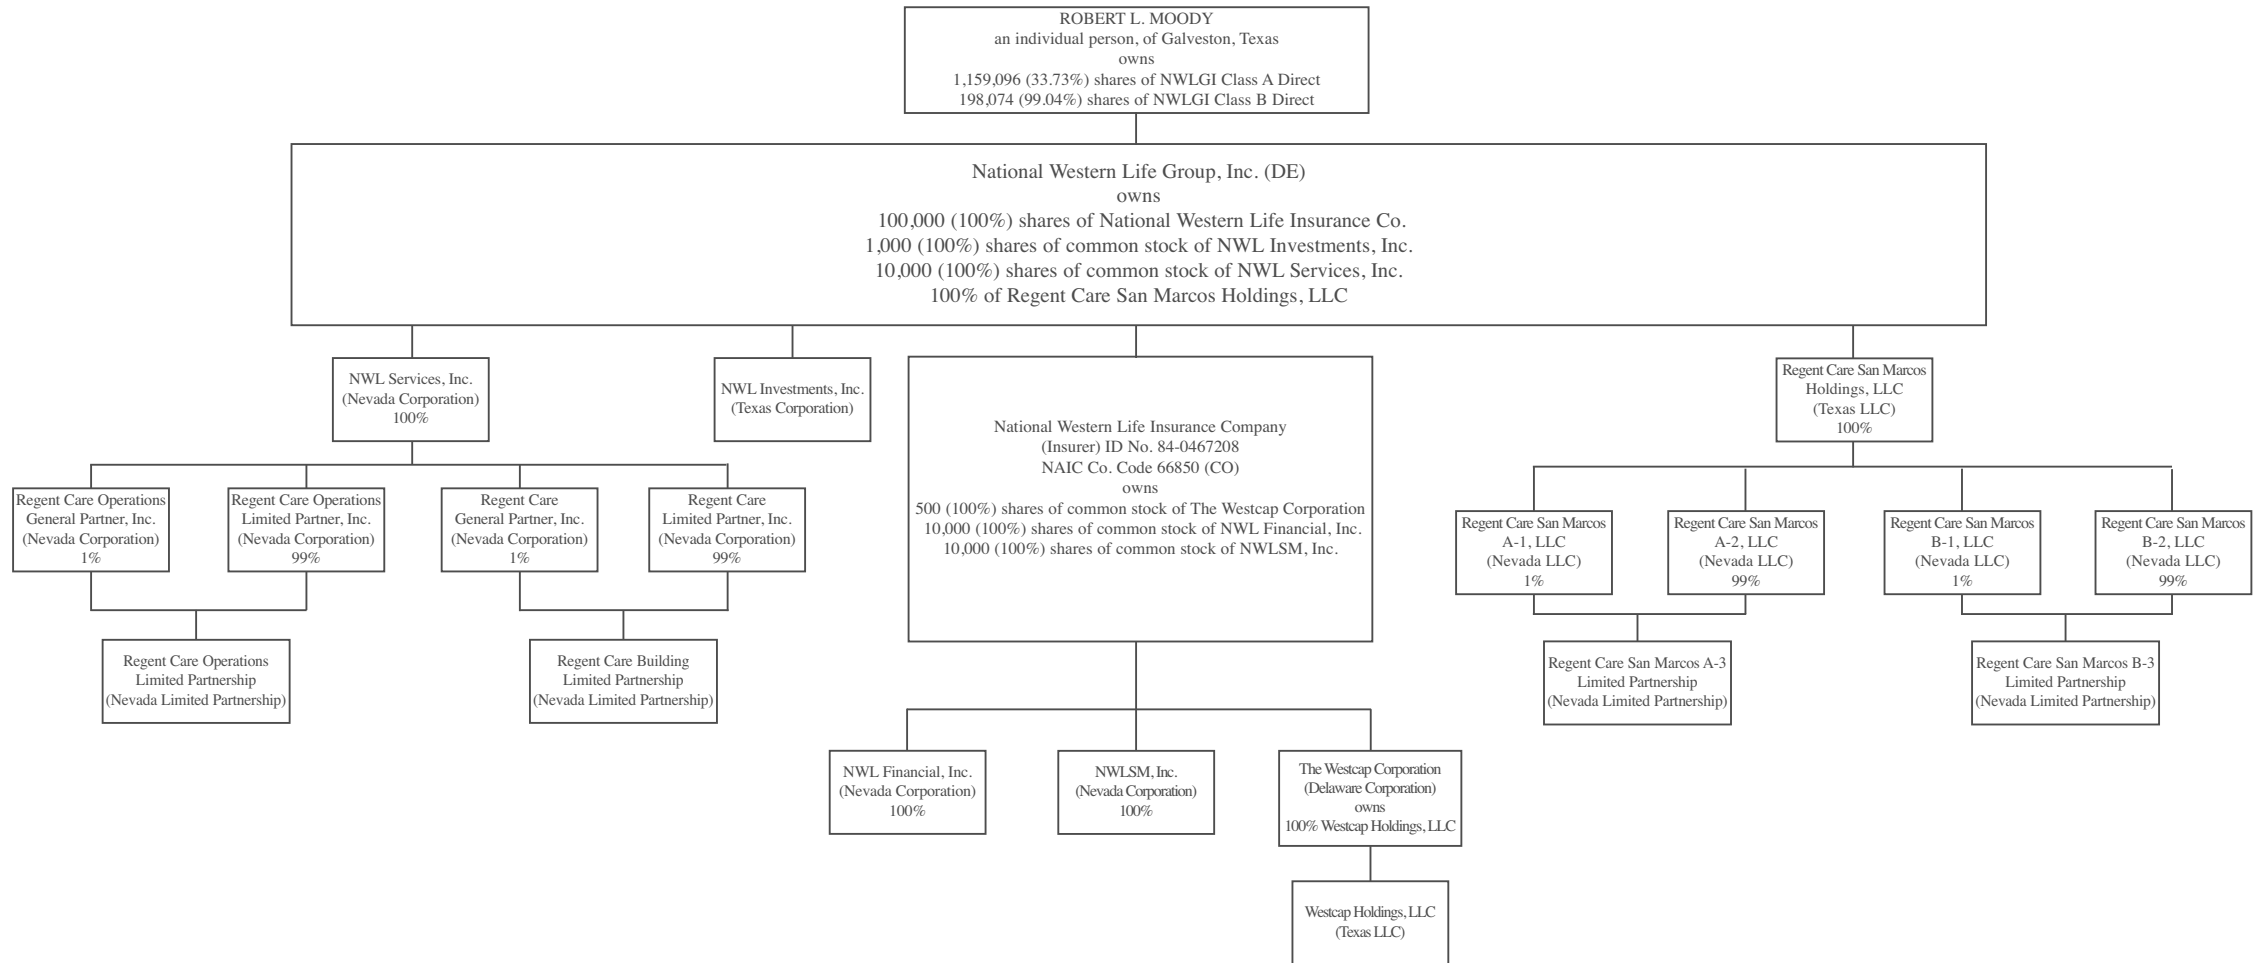 ROBERT L. MOODY
an individual person, of Galveston, Texas
owns
1,159,096 (33.73%) shares of NWLGI Class A Direct
198,074 (99.04%) shares of NWLGI Class B Direct
National Western Life Group, Inc. (DE)
owns
100,000 (100%) shares of National Western Life Insurance Co.
1,000 (100%) shares of common stock of NWL Investments, Inc.
10,000 (100%) shares of common stock of NWL Services, Inc.
100% of Regent Care San Marcos Holdings, LLC
NWL Services, Inc.
(Nevada Corporation)
100%
NWL Investments, Inc.
(Texas Corporation)
National Western Life Insurance Company
(Insurer) ID No. 84-0467208
NAIC Co. Code 66850 (CO)
owns
500 (100%) shares of common stock of The Westcap Corporation
10,000 (100%) shares of common stock of NWL Financial, Inc.
10,000 (100%) shares of common stock of NWLSM, Inc.
Regent Care San Marcos
Holdings, LLC
(Texas LLC)
100%
Regent Care Operations
General Partner, Inc.
(Nevada Corporation)
1%
Regent Care Operations
Limited Partner, Inc.
(Nevada Corporation)
99%
Regent Care
General Partner, Inc.
(Nevada Corporation)
1%
Regent Care
Limited Partner, Inc.
(Nevada Corporation)
99%
Regent Care San Marcos
A-1, LLC
(Nevada LLC)
1%
Regent Care San Marcos
A-2, LLC
(Nevada LLC)
99%
Regent Care San Marcos
B-1, LLC
(Nevada LLC)
1%
Regent Care San Marcos
B-2, LLC
(Nevada LLC)
99%
Regent Care Operations
Limited Partnership
(Nevada Limited Partnership)
Regent Care Building
Limited Partnership
(Nevada Limited Partnership)
Regent Care San Marcos A-3
Limited Partnership
(Nevada Limited Partnership)
Regent Care San Marcos B-3
Limited Partnership
(Nevada Limited Partnership)
NWL Financial, Inc.
(Nevada Corporation)
100%
NWLSM, Inc.
(Nevada Corporation)
100%
The Westcap Corporation
(Delaware Corporation)
owns
100% Westcap Holdings, LLC
Westcap Holdings, LLC
(Texas LLC)